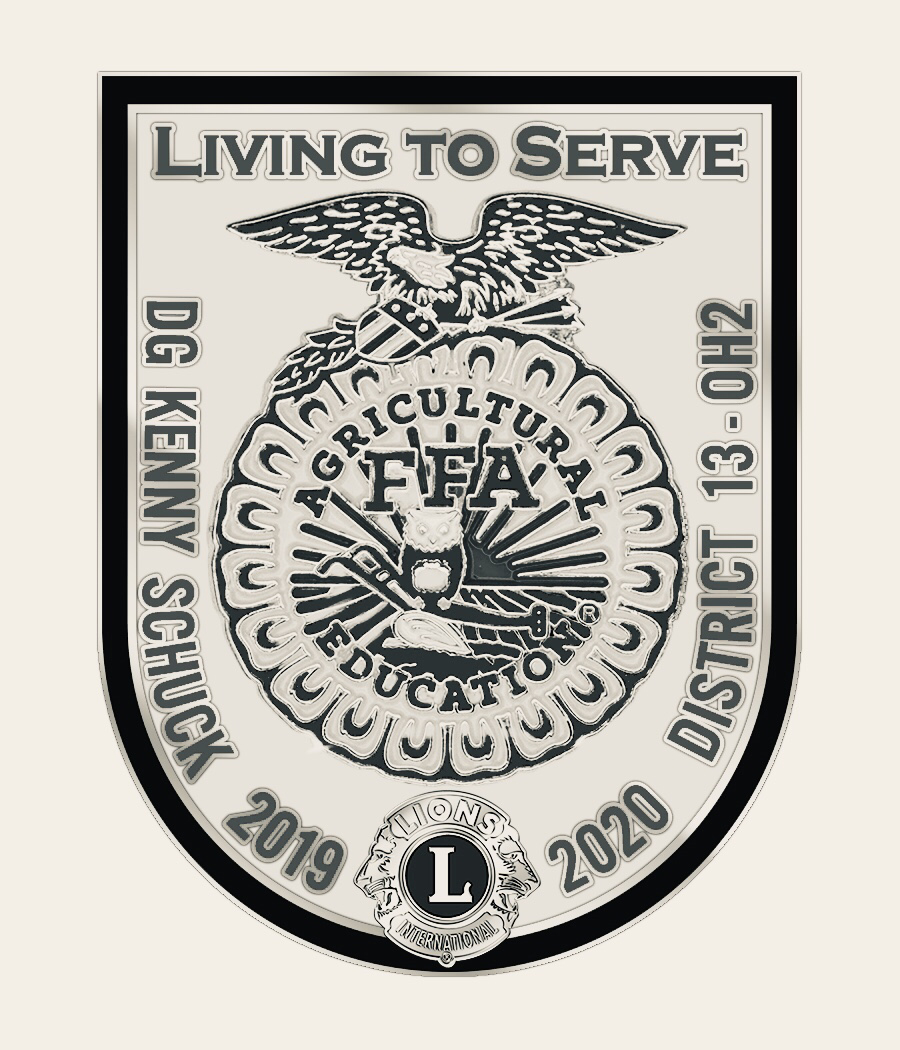 LIVING TO SERVE
DG KENNY SCHUCK
2019
2020
DISTRICT 13 - OH2
AGRICULTURAL
FFA
EDUCATION®
LIONS
L
INTERNATIONAL